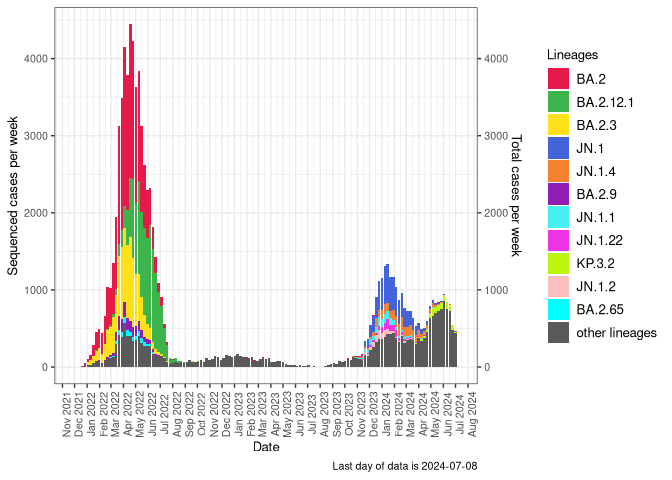 Lineages
BA.2
BA.2.12.1
BA.2.3
JN.1
JN.1.4
BA.2.9
JN.1.1
JN.1.22
KP.3.2
JN.1.2
BA.2.65
other lineages
Sequenced cases per week
4000
3000
2000
1000
0
Total cases per week
4000
3000
2000
1000
0
Nov 2021
Dec 2021
Jan 2022
Feb 2022
Mar 2022
Apr 2022
May 2022
Jun 2022
Jul 2022
Aug 2022
Sep 2022
Oct 2022
Nov 2022
Dec 2022
Jan 2023
Feb 2023
Mar 2023
Apr 2023
May 2023
Jun 2023
Jul 2023
Aug 2023
Sep 2023
Oct 2023
Nov 2023
Dec 2023
Jan 2024
Feb 2024
Mar 2024
Apr 2024
May 2024
Jun 2024
Jul 2024
Aug 2024
Date
Last day of data is 2024-07-08